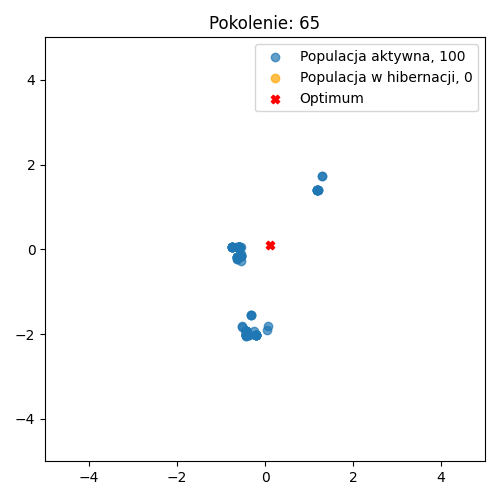 Pokolenie: 65
Populacja aktywna, 100
Populacja w hibernacji, 0
Optimum
4
2
0
−2
−4
−4 −2 0 2 4